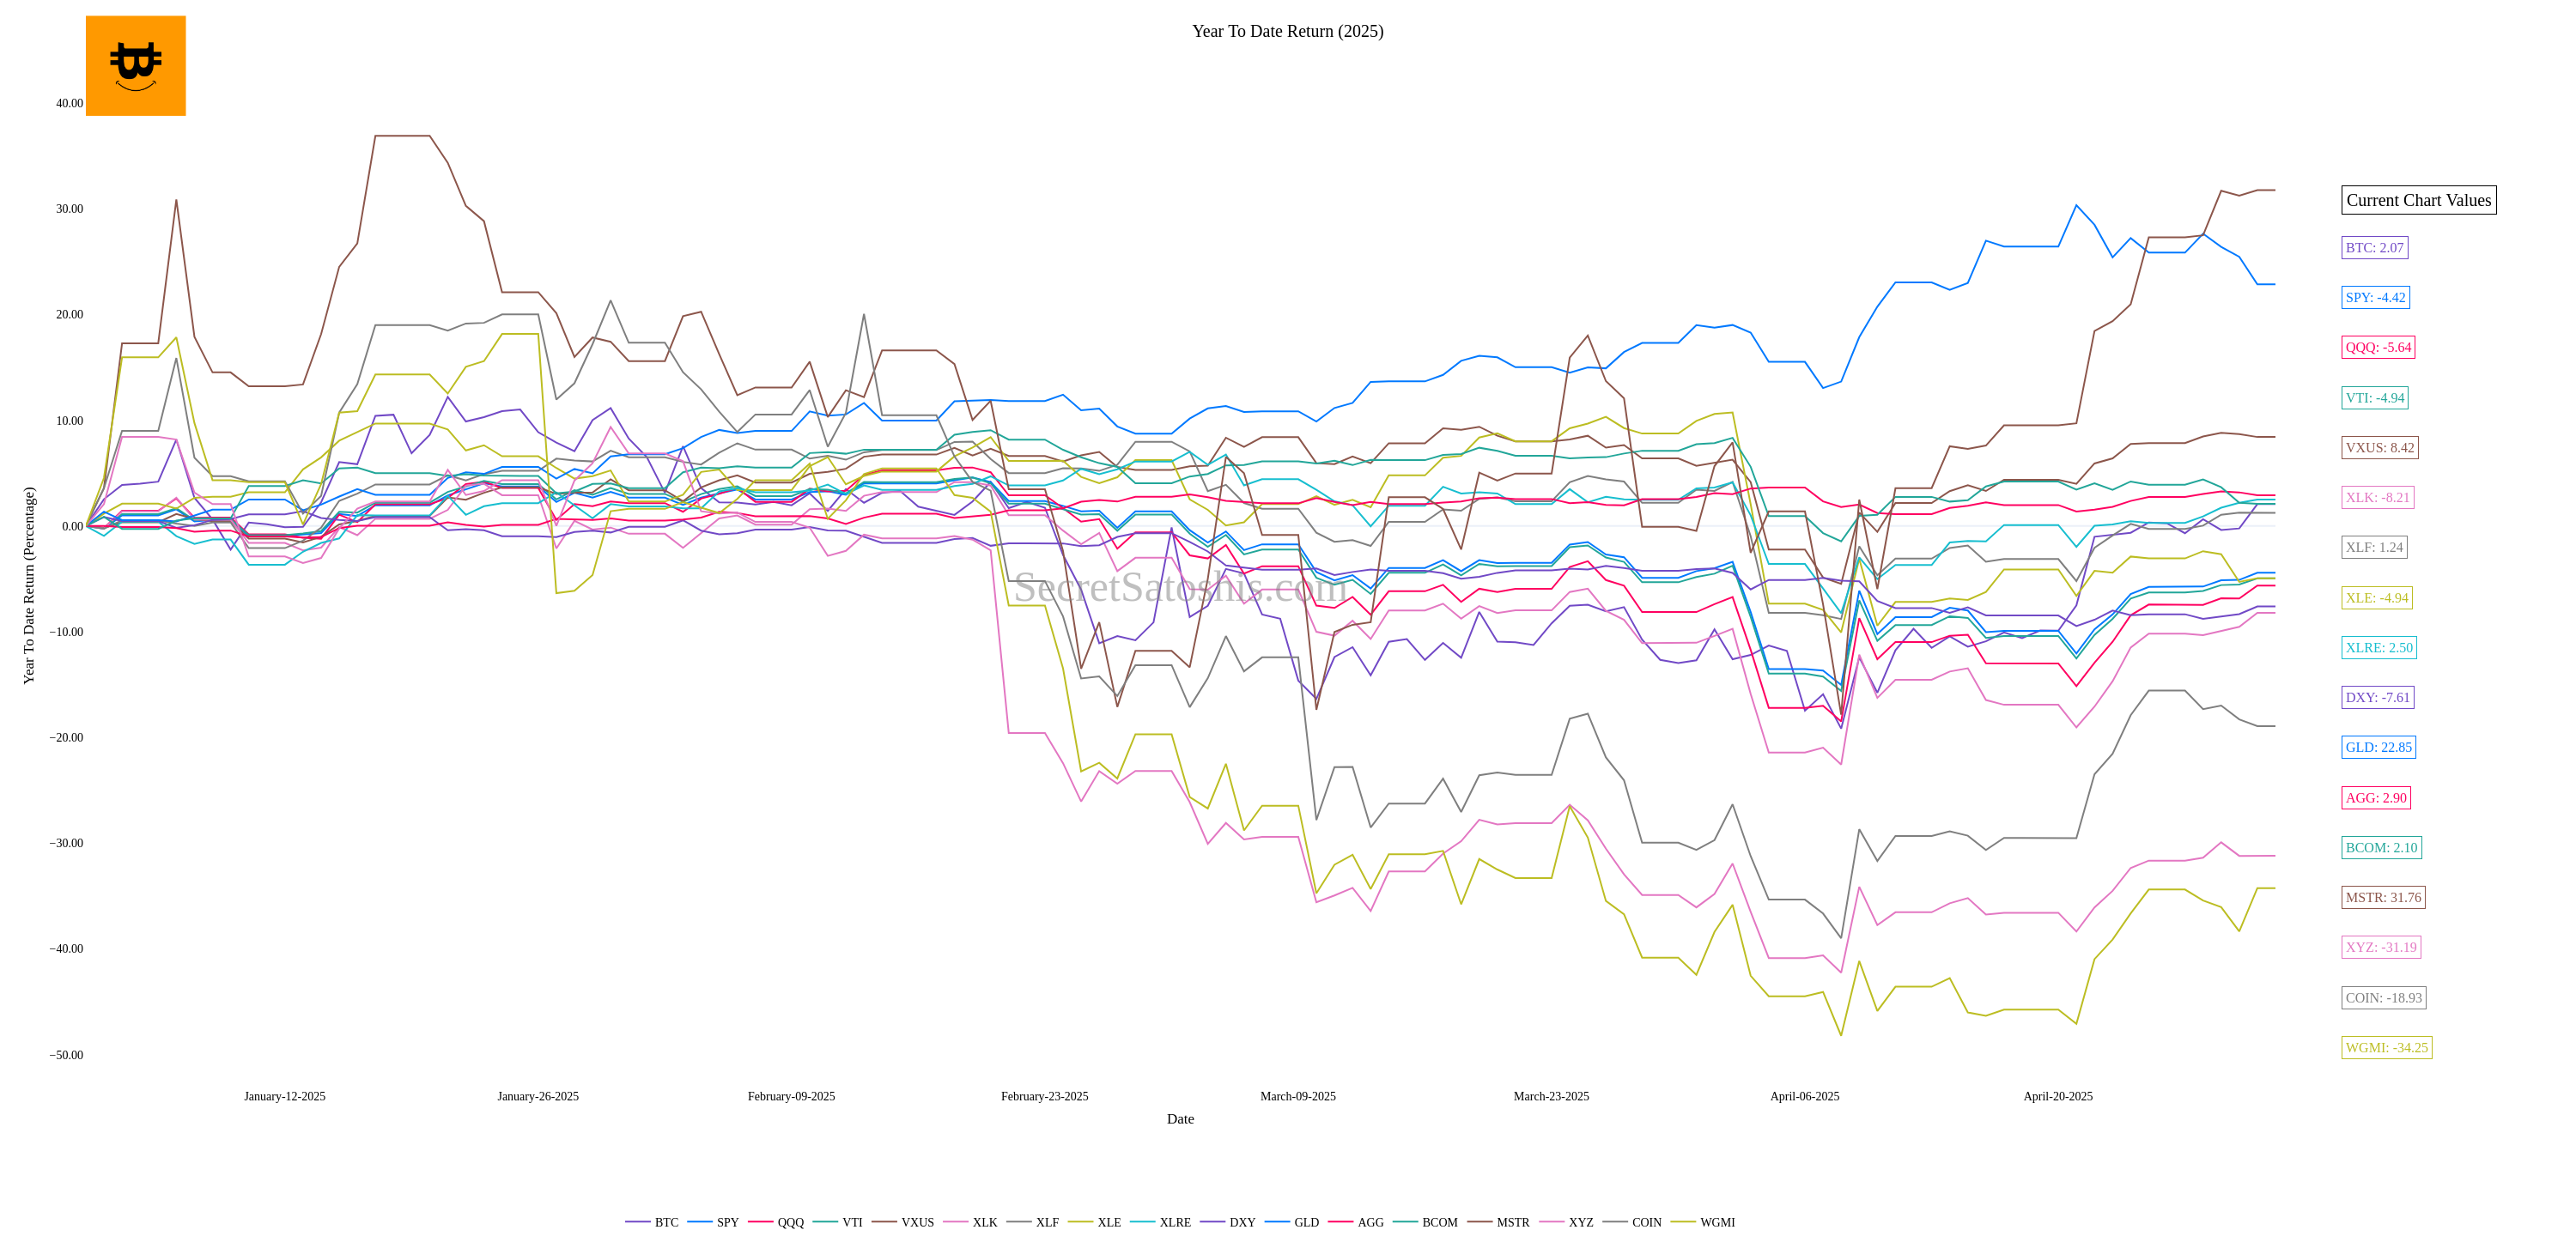 Year To Date Return (2025)
40.00
30.00
20.00
10.00
0.00
−10.00
−20.00
−30.00
−40.00
−50.00
Year To Date Return (Percentage)
SecretSatoshis.com
January-12-2025
January-26-2025
February-09-2025
February-23-2025
March-09-2025
March-23-2025
April-06-2025
April-20-2025
Date
Current Chart Values
BTC: 2.07
SPY: -4.42
QQQ: -5.64
VTI: -4.94
VXUS: 8.42
XLK: -8.21
XLF: 1.24
XLE: -4.94
XLRE: 2.50
DXY: -7.61
GLD: 22.85
AGG: 2.90
BCOM: 2.10
MSTR: 31.76
XYZ: -31.19
COIN: -18.93
WGMI: -34.25
BTC SPY QQQ VTI VXUS XLK XLF XLE XLRE DXY GLD AGG BCOM MSTR XYZ COIN WGMI